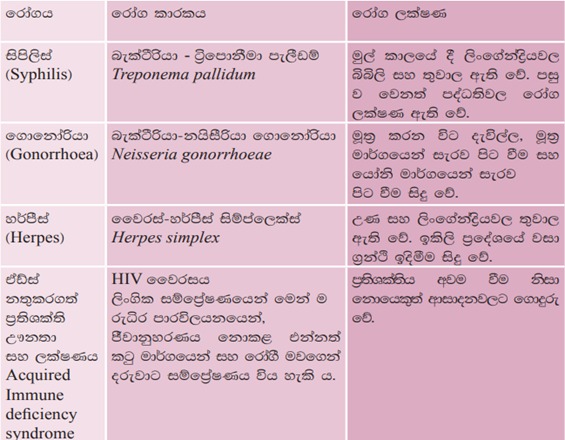 රෝගය
රෝග කාරකය
රෝග ලක්ෂණ
සිපිලිස්
(Syphilis)
බැක්ටීරියා - ට්‍රිපොනීමා පැලීඩම්
Treponema pallidum
මුල් කාලයේ දී ලිංගේන්ද්‍රියවල
බිබිලි සහ තුවාල ඇති වේ. පසු
ව වෙනත් පද්ධතිවල රෝග
ලක්ෂණ ඇති වේ.
ගොනෝරියා
(Gonorrhoea)
බැක්ටීරියා-නයිසීරියා ගොනෝරියා
Neisseria gonorrhoeae
මුත්‍ර කරන විට දැවිල්ල, මුත්‍ර
මාර්ගයෙන් සැරව පිට වීම සහ
යෝනි මාර්ගයෙන් සැරව
පිට වීම සිදු වේ.
හර්පීස්
(Herpes)
වෛරස්-හර්පීස් සිම්ප්ලෙක්ස්
Herpes simplex
උණ සහ ලිංගේන්ද්‍රියවල තුවාල
ඇති වේ. ඉකිලි ප්‍රදේශයේ වසා
ග්‍රන්ථි ඉදිමීම සිදු වේ.
ඒඩ්ස්
නතුකරගත්
ප්‍රතිශක්ති
ඌනතා
සහ ලක්ෂණය
Acquired
Immune
deficiency
syndrome
HIV වෛරසය
ලිංගික සම්ප්‍රේෂණයෙන් මෙන් ම
රුධිර පාරවිලයනයෙන්,
ජීවානුහරණය නොකළ එන්නත්
කටු මාර්ගයෙන් සහ රෝගී මවගෙන්
දරුවාට සම්ප්‍රේෂණය විය හැකි ය.
ප්‍රතිශක්තිය අවම වීම නිසා
නොයෙකුත් ආසාදනවලට ගොදුරු
වේ.